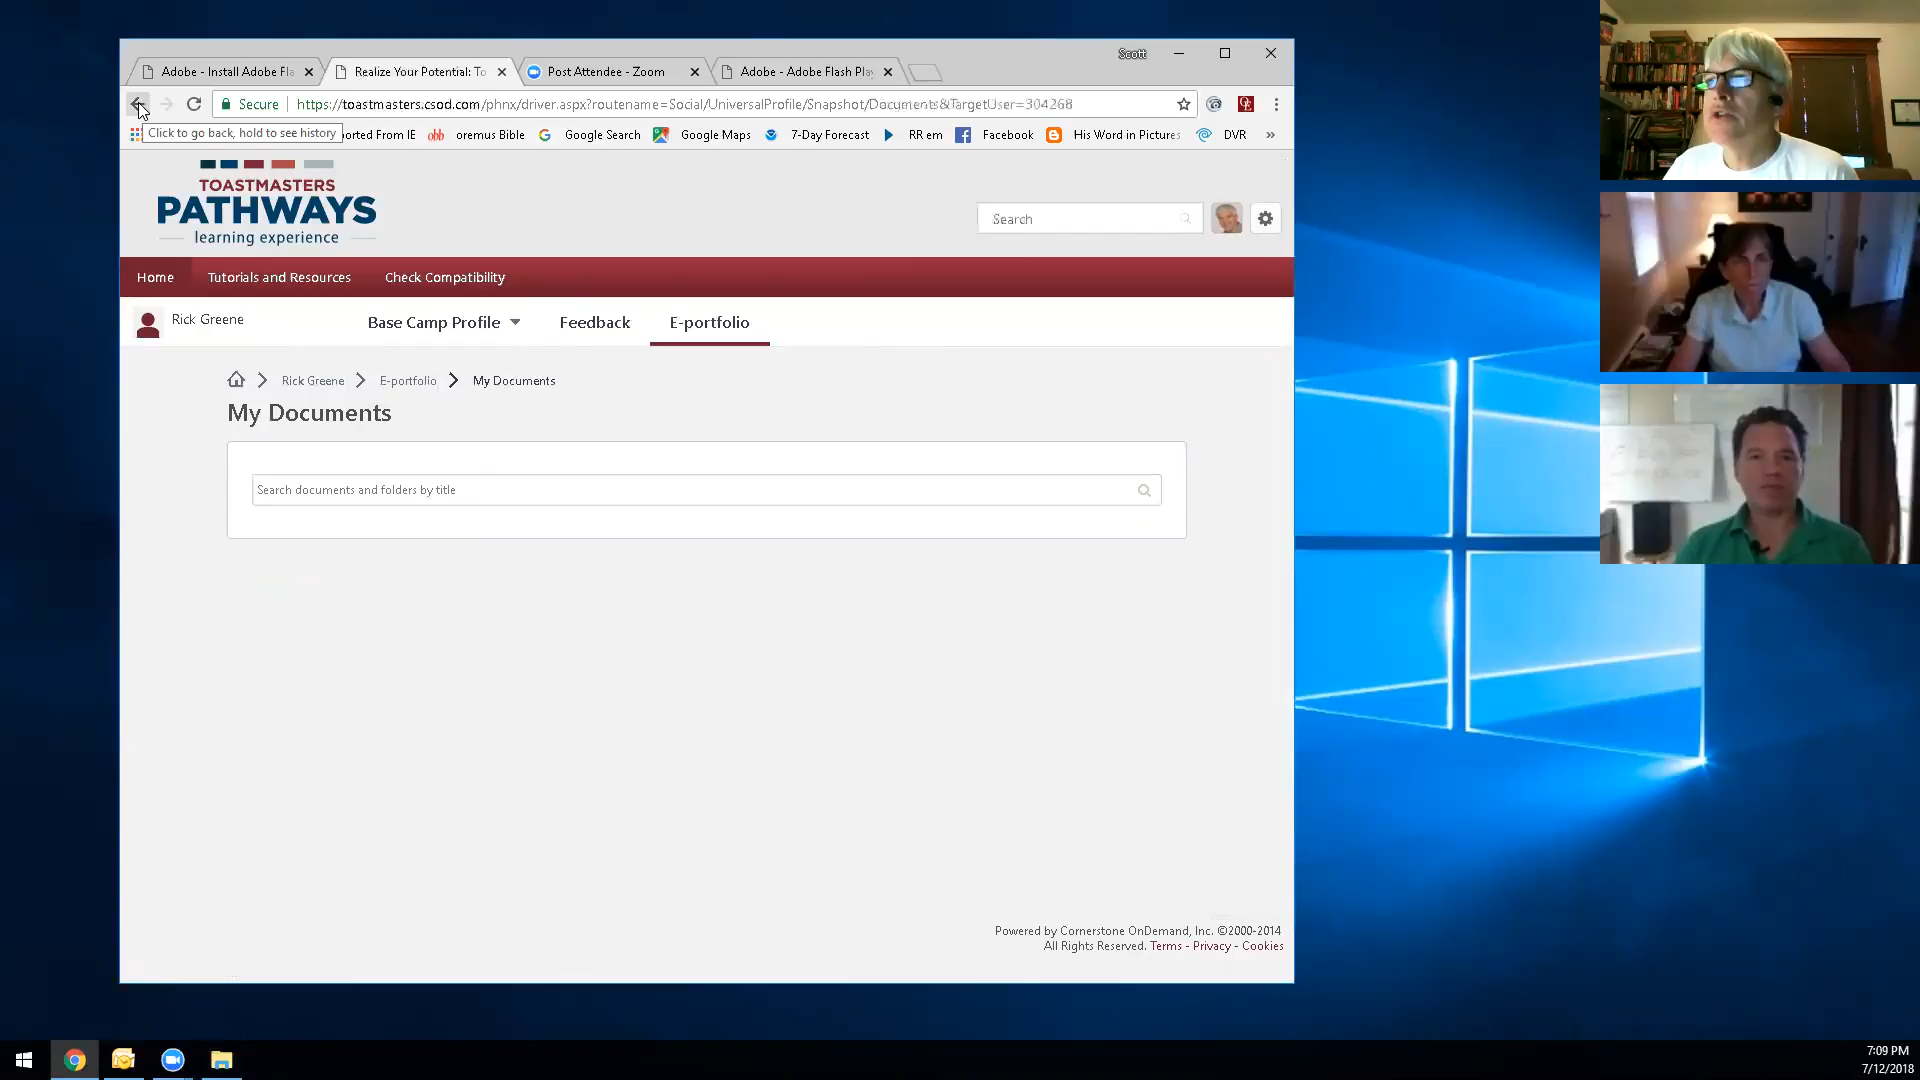 Scott
Adobe - Install Adobe Fla
Realize Your Potential: To
Post Attendee - Zoom
Adobe - Adobe Flash Play
Secure https://toastmasters.csod.com/phnx/driver.aspx?routename=Social/UniversalProfile/Snapshot/Documents&TargetUser=304268
Click to go back, hold to see history
orted From IE
obb oremus Bible
G Google Search
Google Maps
7-Day Forecast
RR em
Facebook
His Word in Pictures
DVR
»
TOASTMASTERS
PATHWAYS
learning experience
Search
Home
Tutorials and Resources
Check Compatibility
Rick Greene
Base Camp Profile
Feedback
E-portfolio
Rick Greene
E-portfolio
My Documents
My Documents
Search documents and folders by title
Powered by Cornerstone OnDemand, Inc. ©2000-2014
All Rights Reserved. Terms - Privacy - Cookies
7:09 PM
7/12/2018